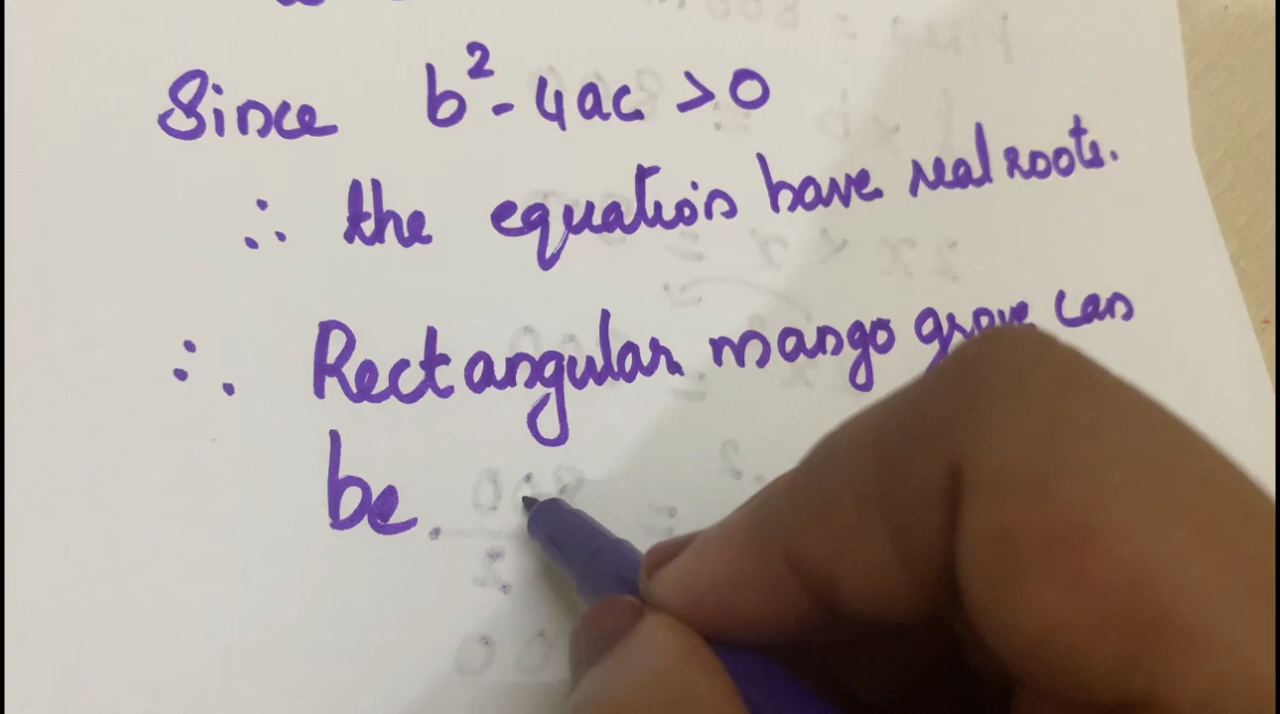 Since b² - 4ac > 0
∴ the equation have real roots.
∴ Rectangular mango grove can
be